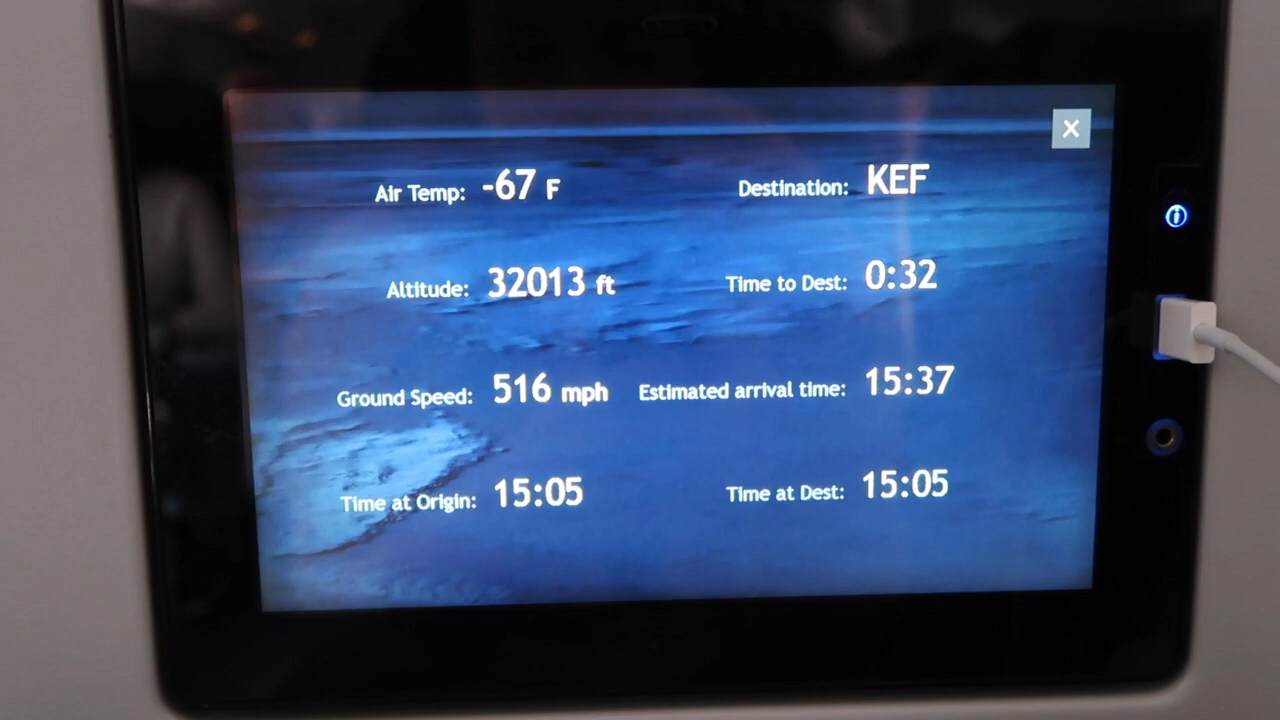 X
Air Temp: -67 F Destination: KEF
Altitude: 32013 ft Time to Dest: 0:32
Ground Speed: 516 mph Estimated arrival time: 15:37
Time at Origin: 15:05 Time at Dest: 15:05